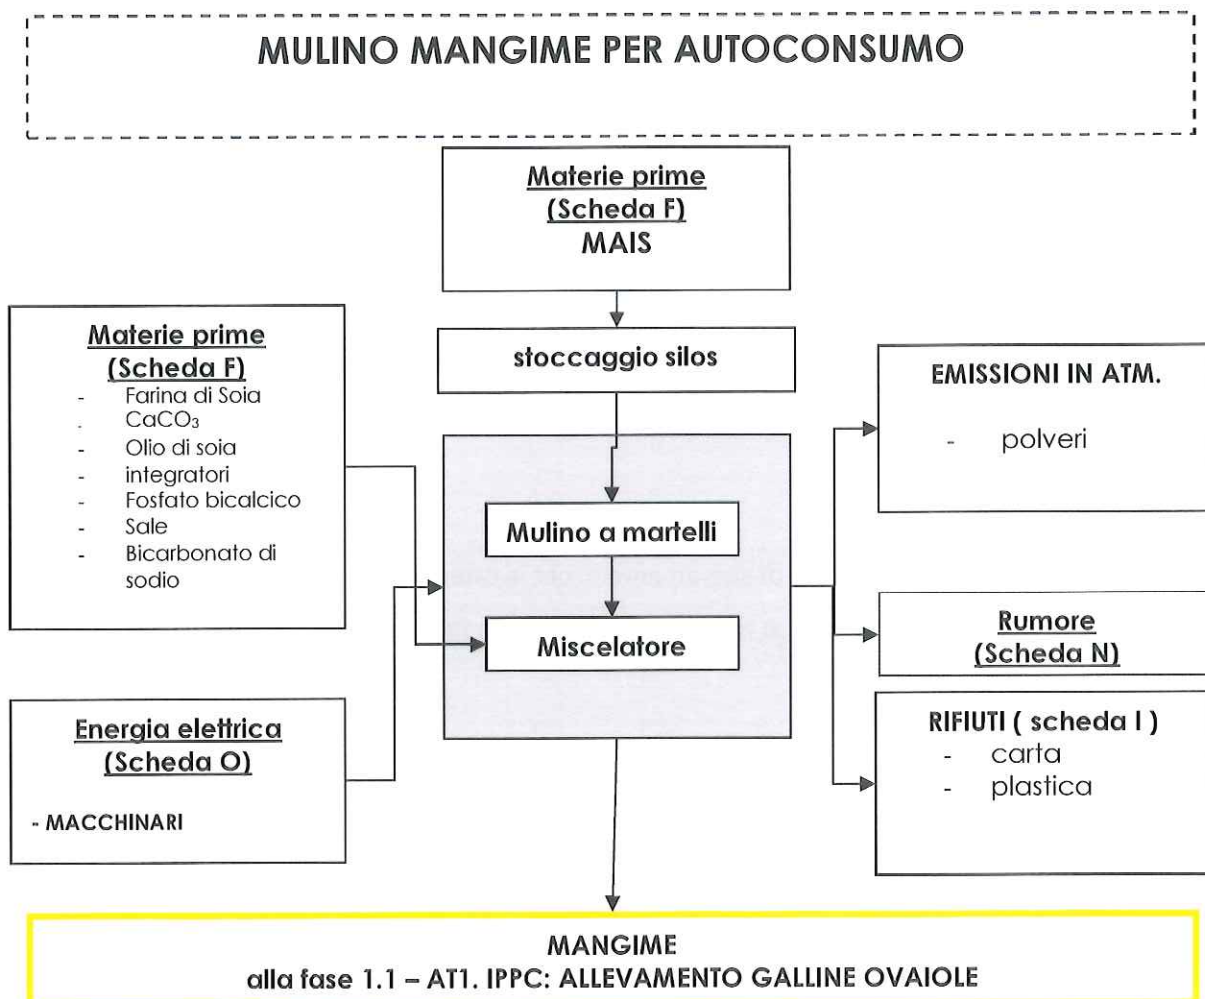 MULINO MANGIME PER AUTOCONSUMO
Materie prime
(Scheda F)
MAIS
stoccaggio silos
Materie prime
(Scheda F)
- Farina di Soia
. CaCO₃
- Olio di soia
- integratori
- Fosfato bicalcico
- Sale
- Bicarbonato di
sodio
Mulino a martelli
Miscelatore
Energia elettrica
(Scheda O)
- MACCHINARI
EMISSIONI IN ATM.
- polveri
Rumore
(Scheda N)
RIFIUTI ( scheda I )
- carta
- plastica
MANGIME
alla fase 1.1 – AT1. IPPC: ALLEVAMENTO GALLINE OVAIOLE